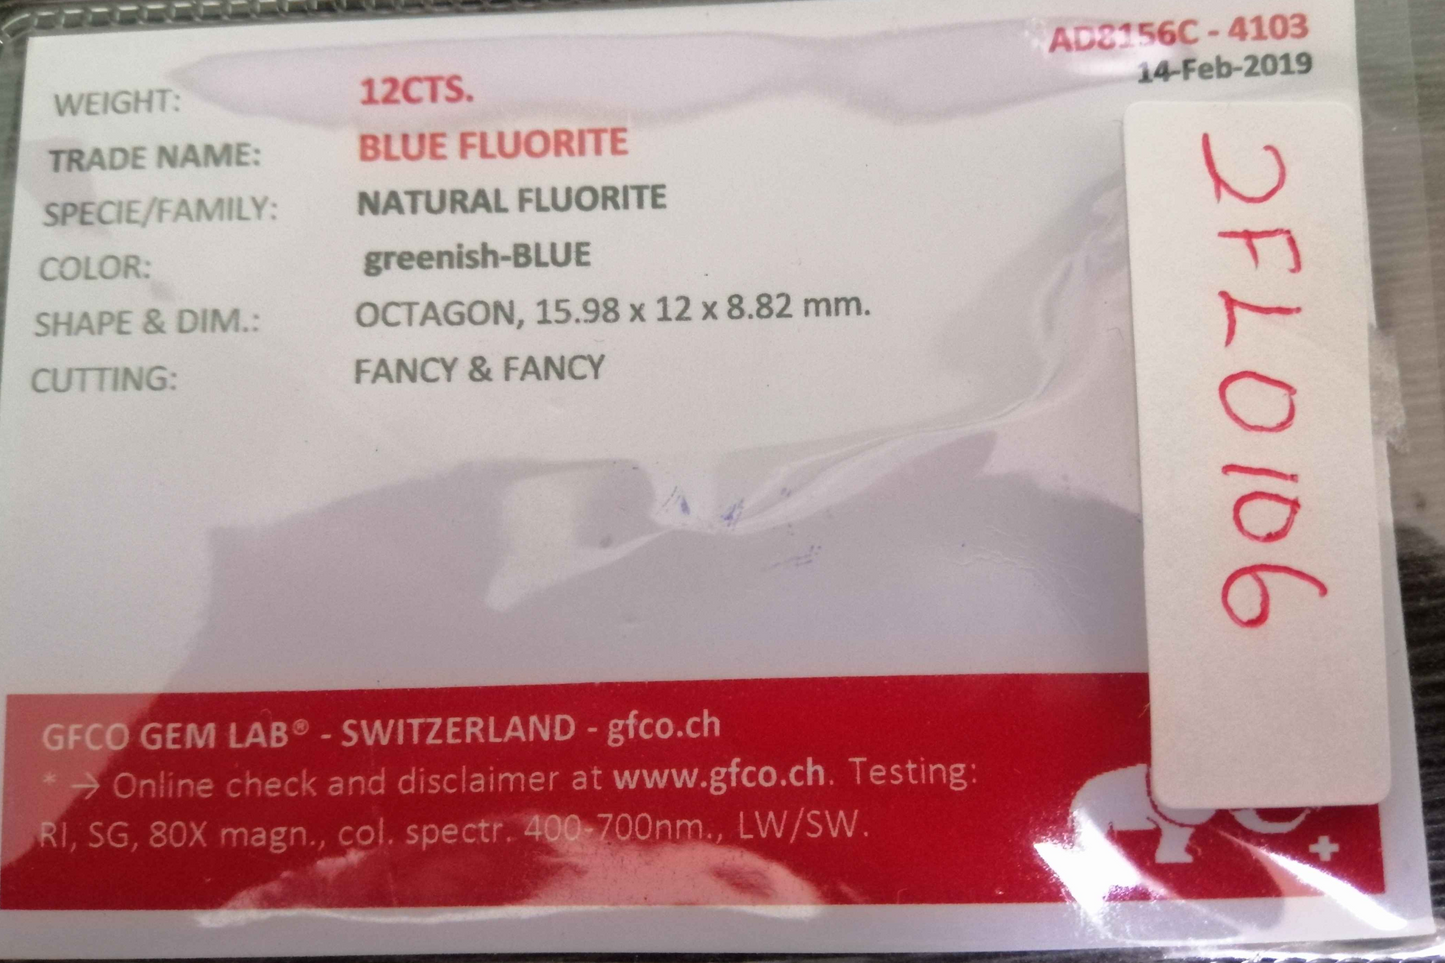 AD8156C - 4103
14-Feb-2019
WEIGHT: 12CTS.
TRADE NAME: BLUE FLUORITE
SPECIE/FAMILY: NATURAL FLUORITE
COLOR: greenish-BLUE
SHAPE & DIM.: OCTAGON, 15.98 x 12 x 8.82 mm.
CUTTING: FANCY & FANCY
2FL0106
GFCO GEM LAB® - SWITZERLAND - gfco.ch
* → Online check and disclaimer at www.gfco.ch. Testing:
RI, SG, 80X magn., col. spectr. 400-700nm., LW/SW.